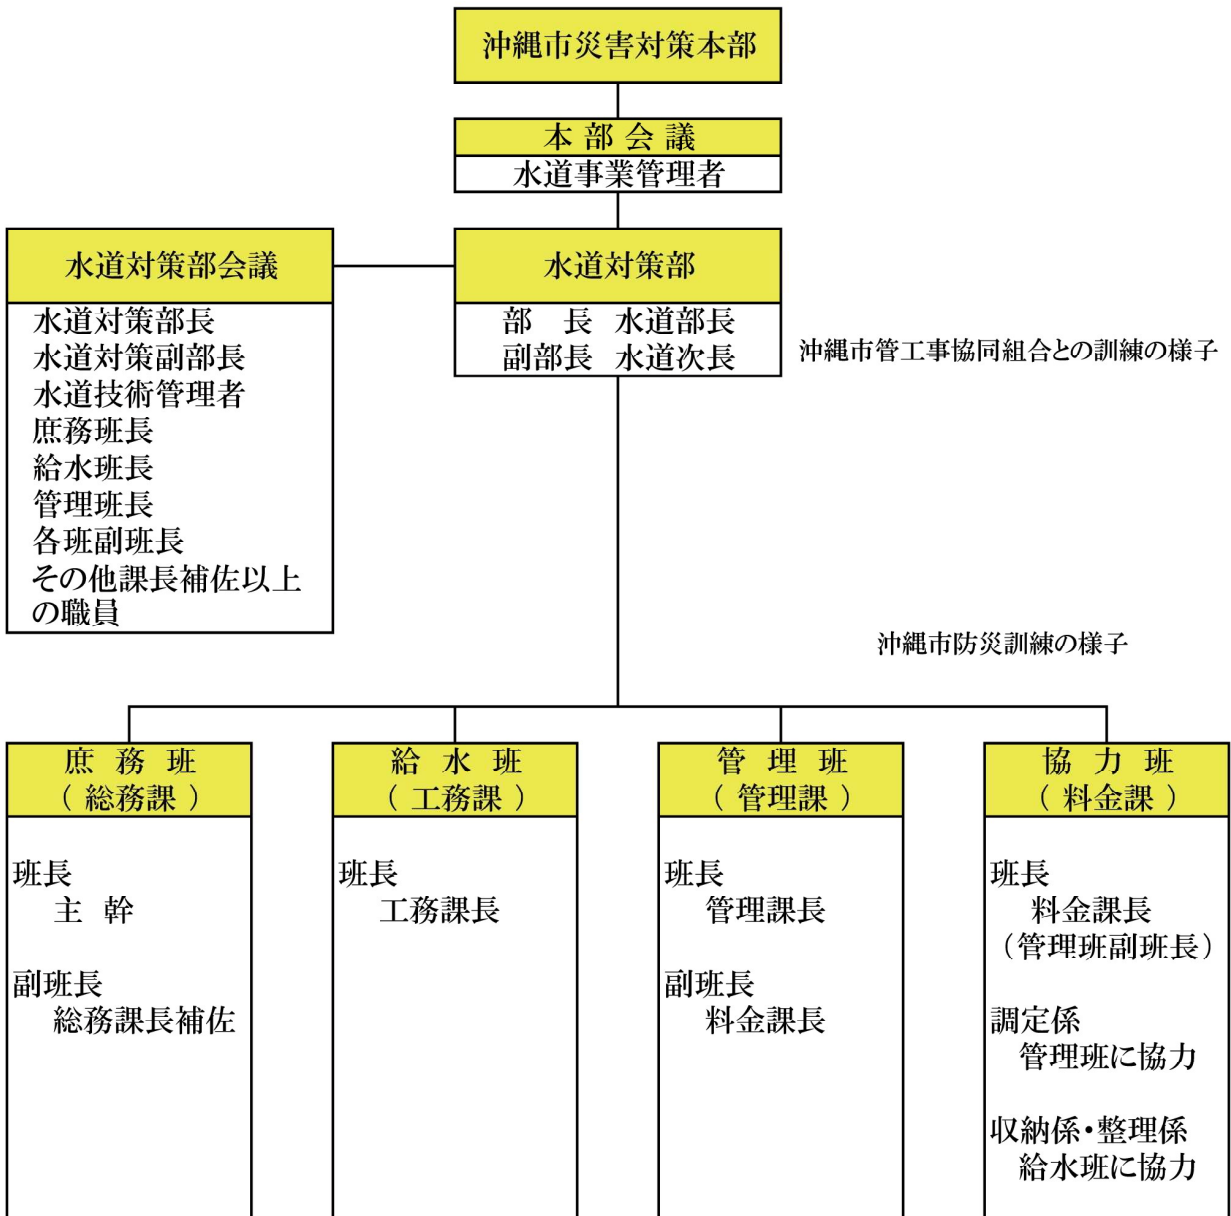 沖縄市災害対策本部
本部会議
水道事業管理者
水道対策部会議
水道対策部長
水道対策副部長
水道技術管理者
庶務班長
給水班長
管理班長
各班副班長
その他課長補佐以上
の職員
水道対策部
部　長　水道部長
副部長　水道次長
沖縄市管工事協同組合との訓練の様子
沖縄市防災訓練の様子
庶務班
（総務課）
班長
主幹
副班長
総務課長補佐
給水班
（工務課）
班長
工務課長
管理班
（管理課）
班長
管理課長
副班長
料金課長
協力班
（料金課）
班長
料金課長
（管理班副班長）
調定係
管理班に協力
収納係・整理係
給水班に協力